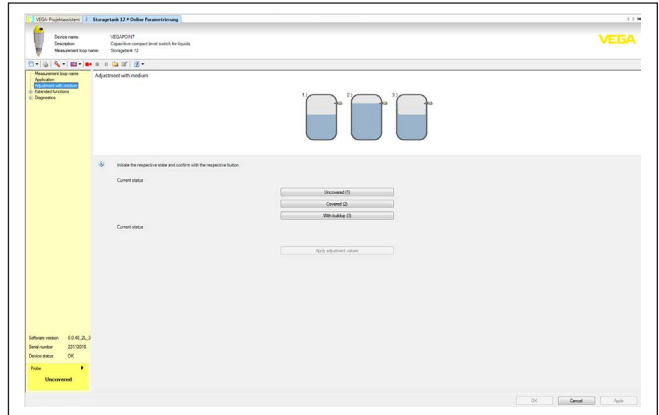 VEGA-Projektassistent
Storagetank 12 # Online Parametrierung
Device name
VEGAPOINT
Description
Capacitive compact level switch for liquids
Measurement loop name:
Storagetank 12
VEGA
Measurement loop name
Application
Adjustment with medium
Extended functions
Diagnostics
Adjustment with medium
1)
2)
3)
Initiate the respective state and confirm with the respective button
Current status
Uncovered (1)
Covered (2)
With buildup (3)
Current status
Apply adjustment values
Software version
Serial number
Device status
OK
Probe
Uncovered
OK
Cancel
Apply